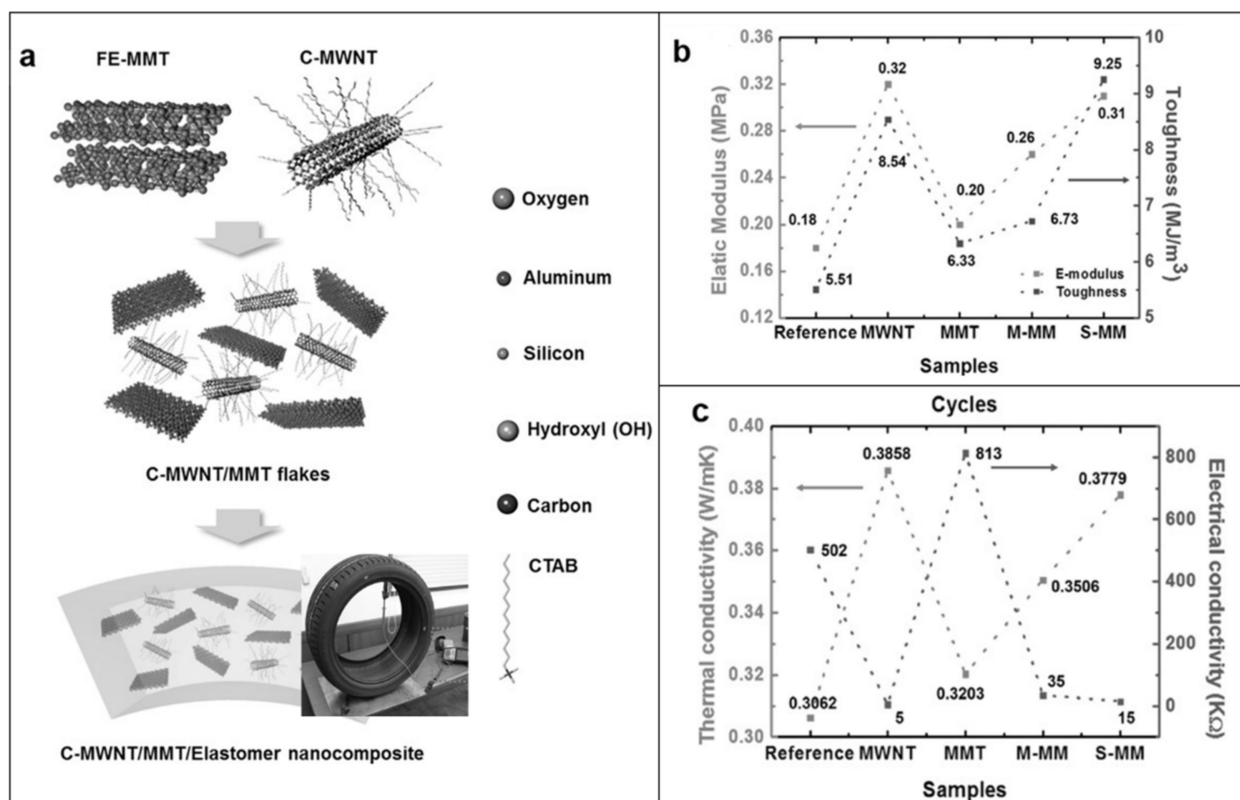 a
FE-MMT
C-MWNT
Oxygen
Aluminum
Silicon
Hydroxyl (OH)
Carbon
CTAB
C-MWNT/MMT flakes
C-MWNT/MMT/Elastomer nanocomposite
b
Elatic Modulus (MPa)
0.36
0.32
0.28
0.24
0.20
0.16
0.12
0.18
5.51
0.32
8.54
0.20
6.33
0.26
6.73
9.25
0.31
E-modulus
Toughness
10
9
8
7
6
5
Toughness (MJ/m³)
Reference MWNT MMT M-MM S-MM
Samples
c
Cycles
Thermal conductivity (W/mK)
0.40
0.38
0.36
0.34
0.32
0.31
0.30
0.3062
502
0.3858
5
813
0.3203
0.3506
35
0.3779
15
800
600
400
200
0
Electrical conductivity (KΩ)
Reference MWNT MMT M-MM S-MM
Samples